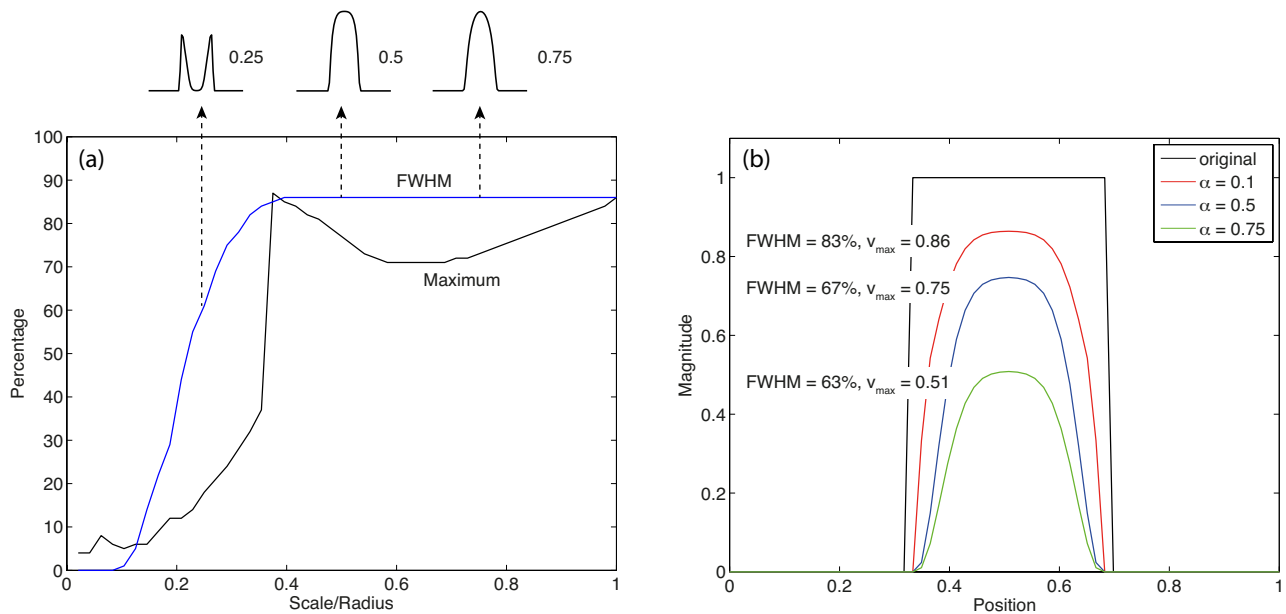 0.25
0.5
0.75
(a)
FWHM
Maximum
Percentage
100
90
80
70
60
50
40
30
20
10
0
0
0.2
0.4
0.6
0.8
1
Scale/Radius
(b)
original
α = 0.1
α = 0.5
α = 0.75
FWHM = 83%, vmax = 0.86
FWHM = 67%, vmax = 0.75
FWHM = 63%, vmax = 0.51
Magnitude
1
0.8
0.6
0.4
0.2
0
0
0.2
0.4
0.6
0.8
1
Position